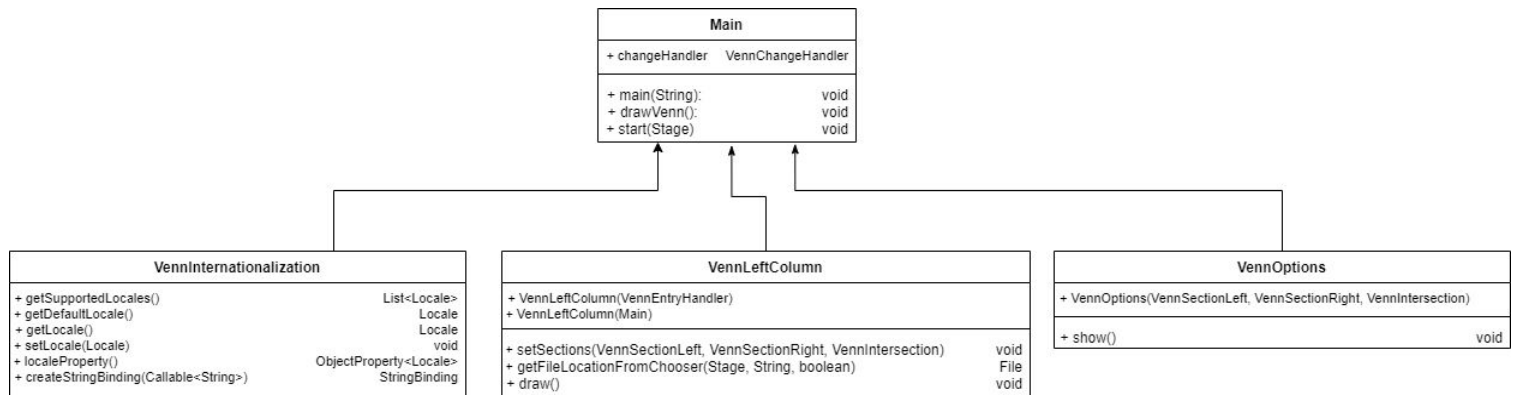 Main
+ changeHandler VennChangeHandler
+ main(String): void
+ drawVenn(): void
+ start(Stage) void
VennInternationalization
+ getSupportedLocales() List<Locale>
+ getDefaultLocale() Locale
+ getLocale() Locale
+ setLocale(Locale) void
+ localeProperty() ObjectProperty<Locale>
+ createStringBinding(Callable<String>) StringBinding
VennLeftColumn
+ VennLeftColumn(VennEntryHandler)
+ VennLeftColumn(Main)
+ setSections(VennSectionLeft, VennSectionRight, VennIntersection) void
+ getFileLocationFromChooser(Stage, String, boolean) File
+ draw() void
VennOptions
+ VennOptions(VennSectionLeft, VennSectionRight, VennIntersection)
+ show() void